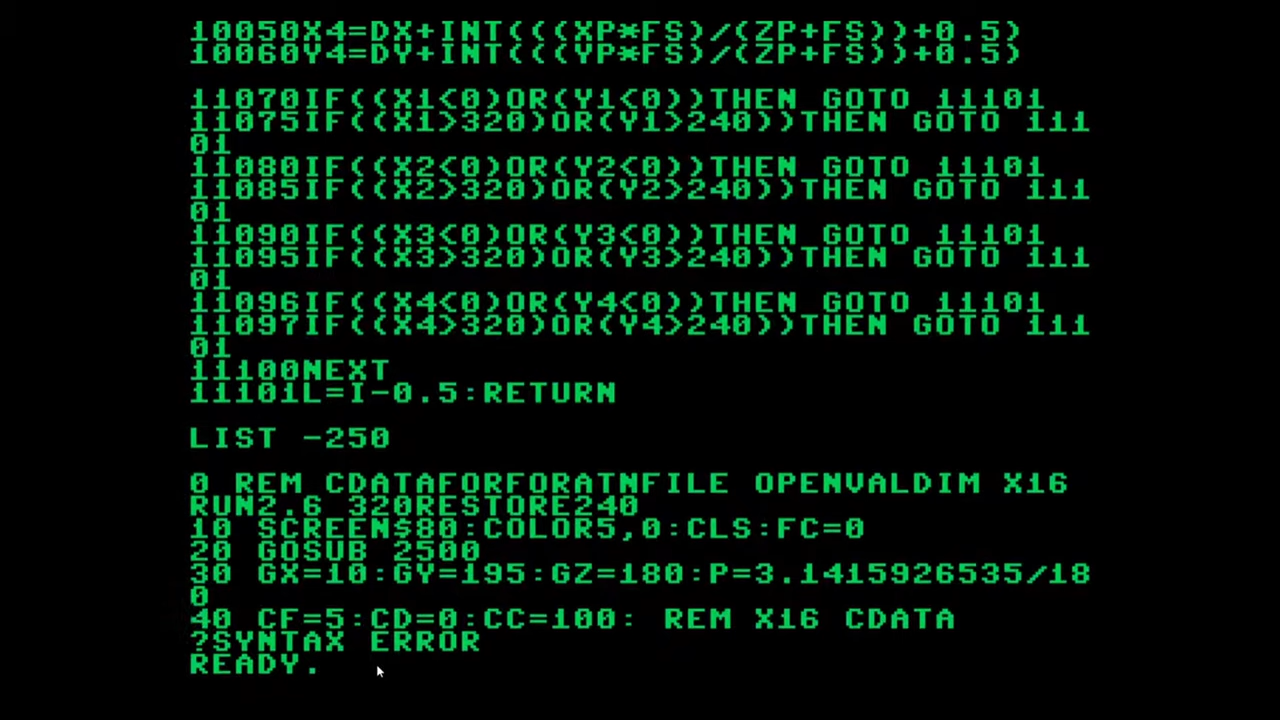 10050X4=DX+INT(((XP*FS)/(ZP+FS))+0.5)
10060Y4=DY+INT(((YP*FS)/(ZP+FS))+0.5)
11070IF((X1<0)OR(Y1<0))THEN GOTO 11101
11075IF((X1>320)OR(Y1>240))THEN GOTO 111
01
11080IF((X2<0)OR(Y2<0))THEN GOTO 11101
11085IF((X2>320)OR(Y2>240))THEN GOTO 111
01
11090IF((X3<0)OR(Y3<0))THEN GOTO 11101
11095IF((X3>320)OR(Y3>240))THEN GOTO 111
01
11096IF((X4<0)OR(Y4<0))THEN GOTO 11101
11097IF((X4>320)OR(Y4>240))THEN GOTO 111
01
11100NEXT
11101L=I-0.5:RETURN
LIST -250
0 REM CDATAFORFORATNFILE OPENVALDIM X16
RUN2.6 320RESTORE240
10 SCREEN$80:COLOR5,0:CLS:FC=0
20 GOSUB 2500
30 GX=10:GY=195:GZ=180:P=3.1415926535/18
0
40 CF=5:CD=0:CC=100: REM X16 CDATA
?SYNTAX ERROR
READY.